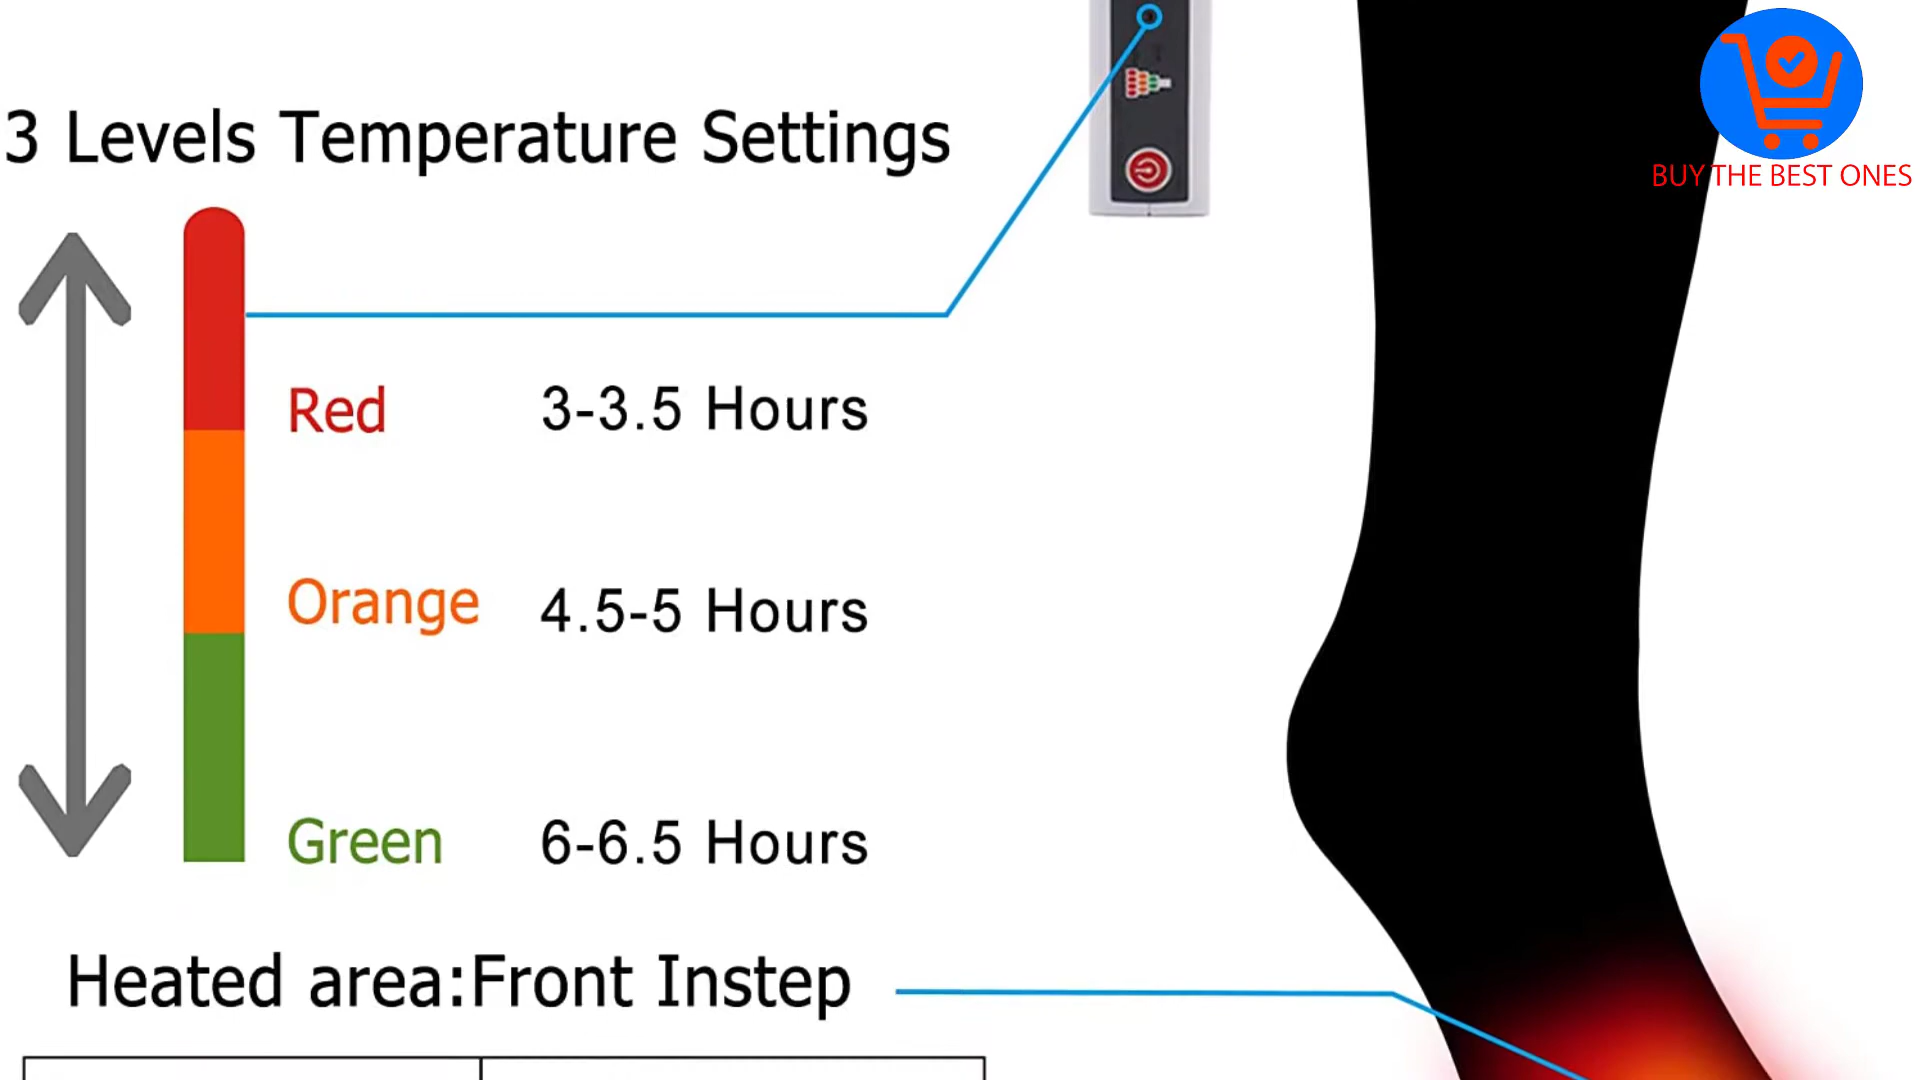 BUY THE BEST ONES
3 Levels Temperature Settings
Red 3-3.5 Hours
Orange 4.5-5 Hours
Green 6-6.5 Hours
Heated area:Front Instep